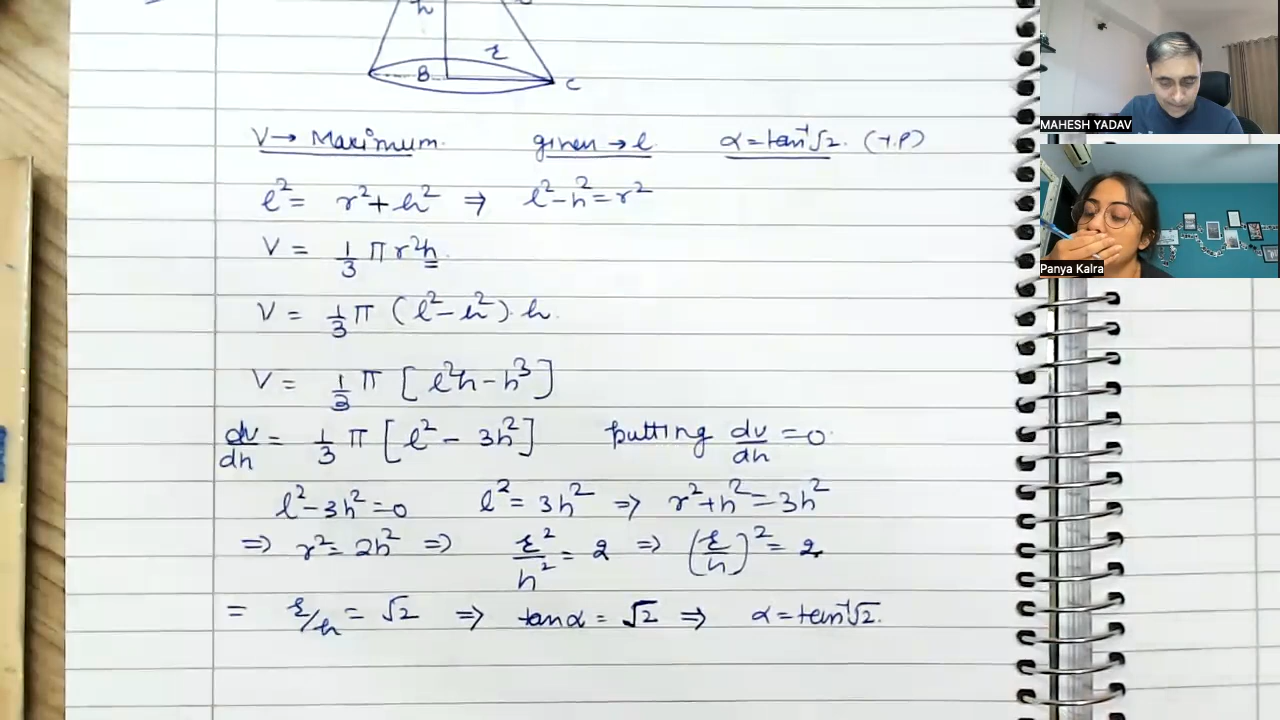 h
r
B
C
V → Maximum. given → l α = tan⁻¹√2. (T.P)
l² = r² + h² ⇒ l² - h² = r²
V = 1/3 π r²h.
V = 1/3 π (l² - h²) . h.
V = 1/3 π [l²h - h³]
dv/dh = 1/3 π [l² - 3h²] putting dv/dh = 0.
l² - 3h² = 0 l² = 3h² ⇒ r² + h² = 3h²
⇒ r² = 2h² ⇒ r²/h² = 2 ⇒ (r/h)² = 2
= r/h = √2 ⇒ tanα = √2 ⇒ α = tan⁻¹√2.
MAHESH YADAV
Panya Kalra